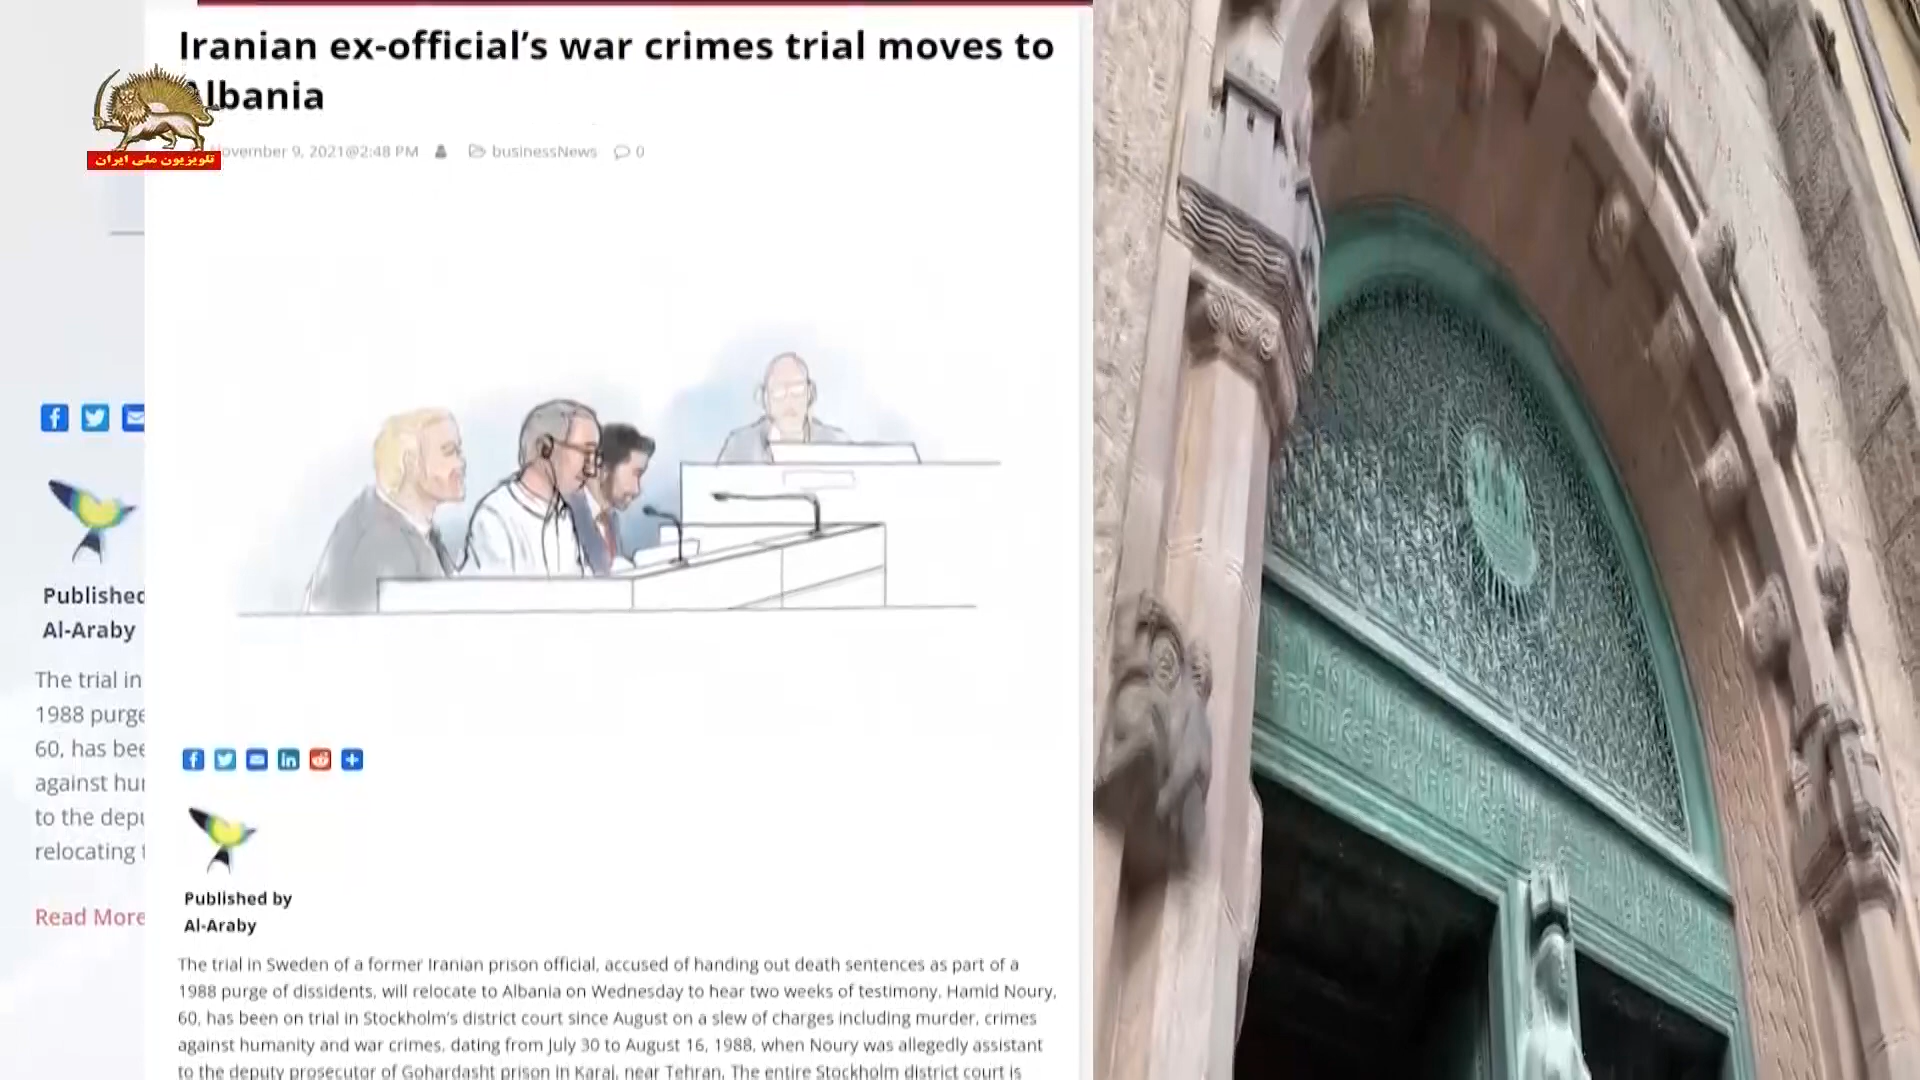 Iranian ex-official’s war crimes trial moves to
lbania
تلویزیون ملی ایران
ovember 9, 2021@2:48 PM businessNews 0
Published
Al-Araby
The trial in
1988 purge
60, has bee
against hu
to the depu
relocating
Read More
Published by
Al-Araby
The trial in Sweden of a former Iranian prison official, accused of handing out death sentences as part of a
1988 purge of dissidents, will relocate to Albania on Wednesday to hear two weeks of testimony. Hamid Noury,
60, has been on trial in Stockholm’s district court since August on a slew of charges including murder, crimes
against humanity and war crimes, dating from July 30 to August 16, 1988, when Noury was allegedly assistant
to the deputy prosecutor of Gohardasht prison in Karaj, near Tehran. The entire Stockholm district court is